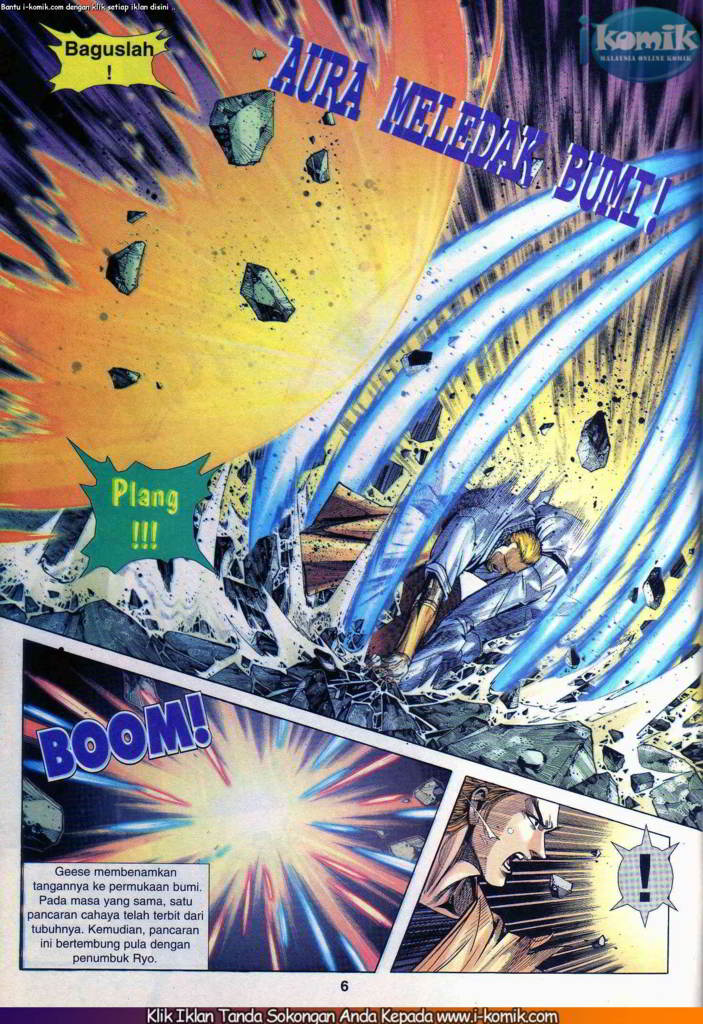 Bantu i-komik.com dengan klik setiap iklan disini ..
ikomik
MALAYSIA ONLINE KOMIK
Baguslah
!
AURA MELEDAK BUMI!
Plang
!!!
BOOM!
Geese membenamkan
tangannya ke permukaan bumi.
Pada masa yang sama, satu
pancaran cahaya telah terbit dari
tubuhnya. Kemudian, pancaran
ini bertembung pula dengan
penumbuk Ryo.
!
6
Klik Iklan Tanda Sokongan Anda Kepada www.i-komik.com